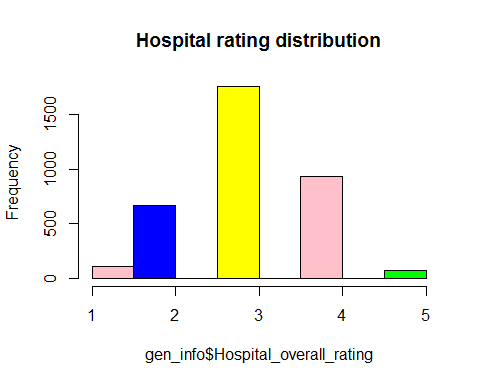 Hospital rating distribution
Frequency
1500
1000
500
0
1 2 3 4 5
gen_info$Hospital_overall_rating